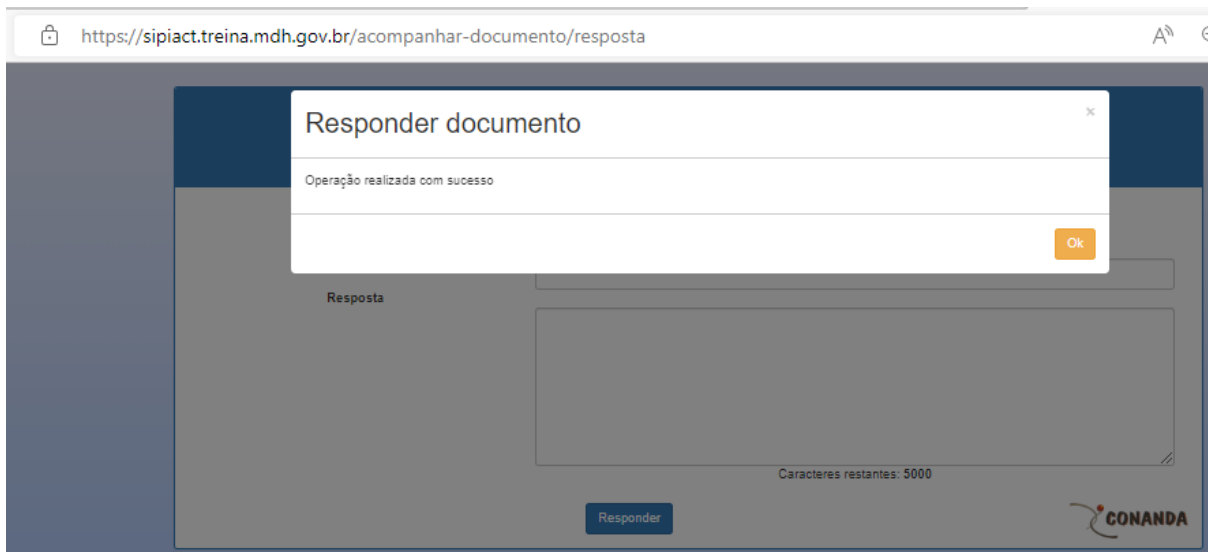 https://sipiact.treina.mdh.gov.br/acompanhar-documento/resposta
Responder documento
×
Operação realizada com sucesso
Ok
Resposta
Caracteres restantes: 5000
Responder
CONANDA